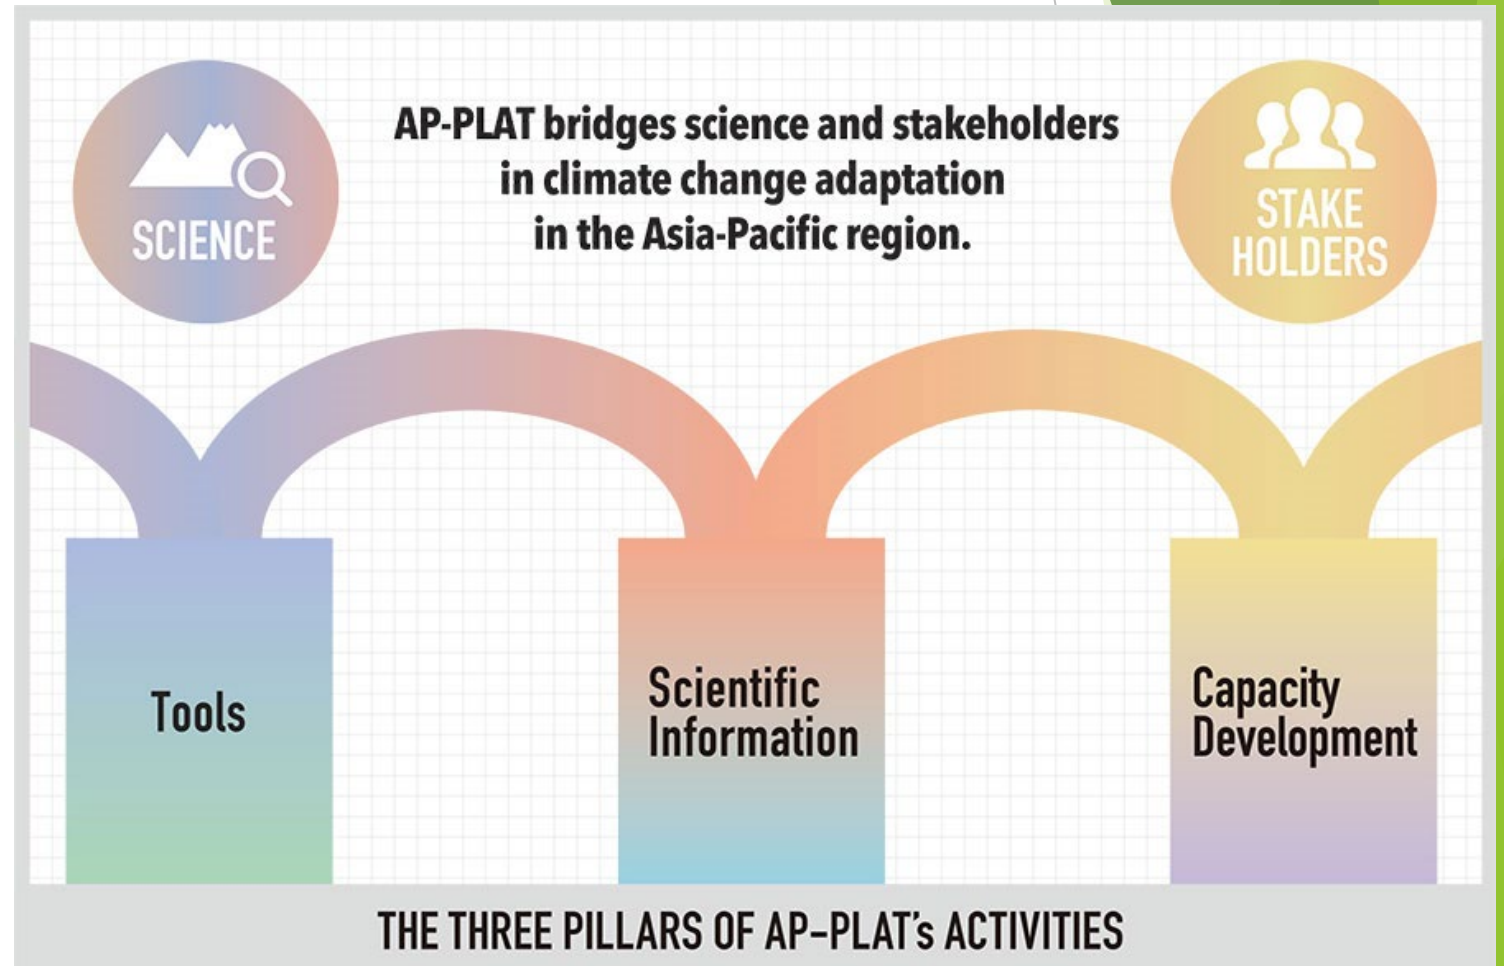 SCIENCE
AP-PLAT bridges science and stakeholders
in climate change adaptation
in the Asia-Pacific region.
STAKE
HOLDERS
Tools
Scientific
Information
Capacity
Development
THE THREE PILLARS OF AP-PLAT's ACTIVITIES